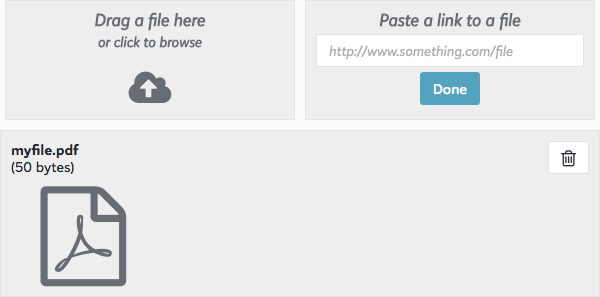 Drag a file here
or click to browse
Paste a link to a file
http://www.something.com/file
Done
myfile.pdf
(50 bytes)